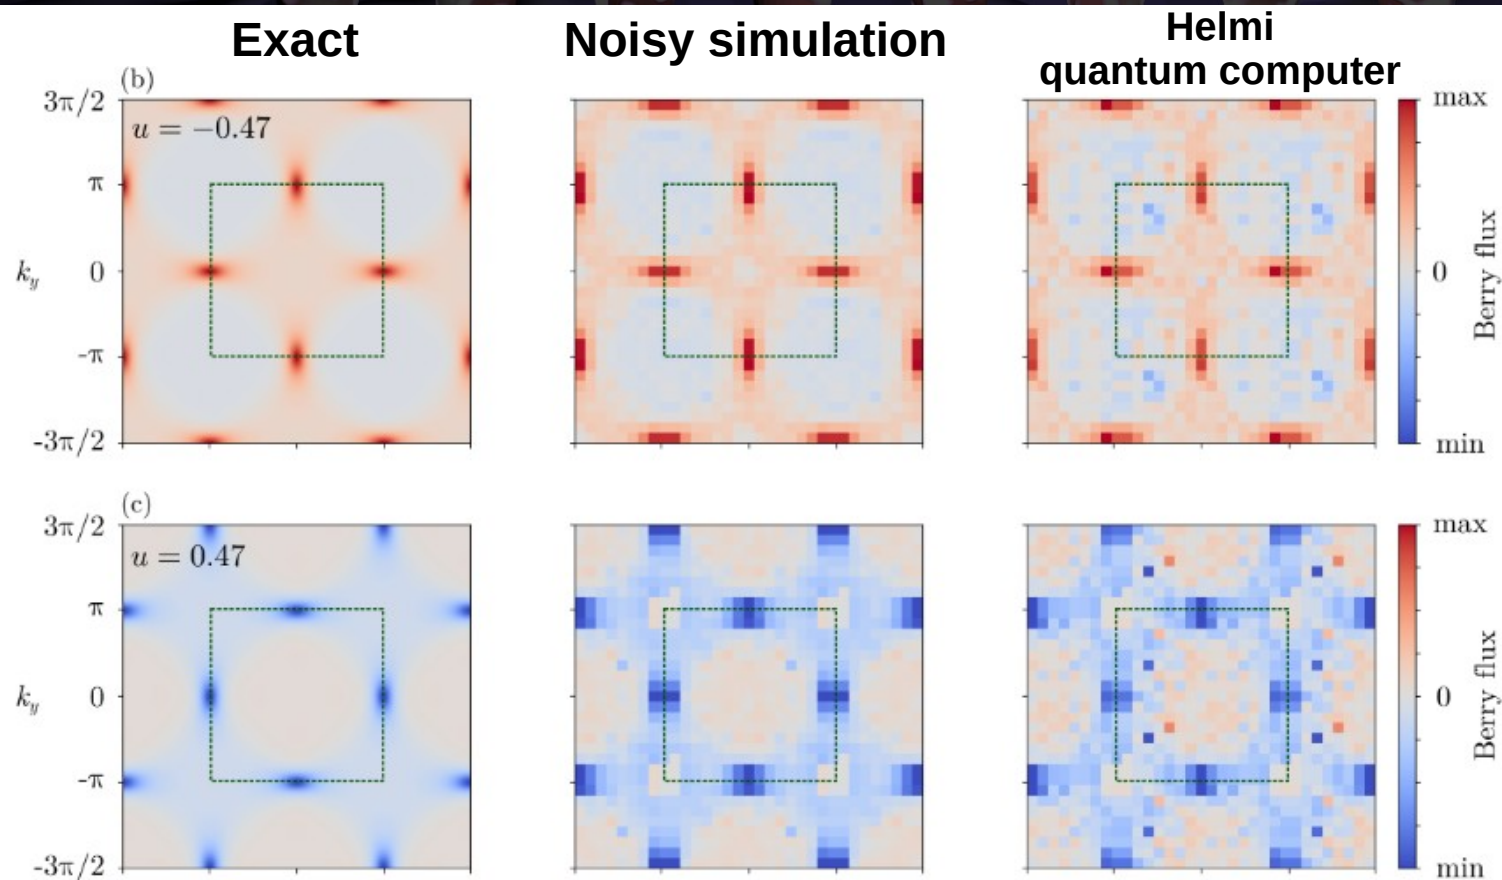 Exact
Noisy simulation
Helmi
quantum computer
(b)
u = −0.47
3π/2
π
0
-π
-3π/2
k_y
max
0
min
Berry flux
(c)
u = 0.47
3π/2
π
0
-π
-3π/2
k_y
max
0
min
Berry flux